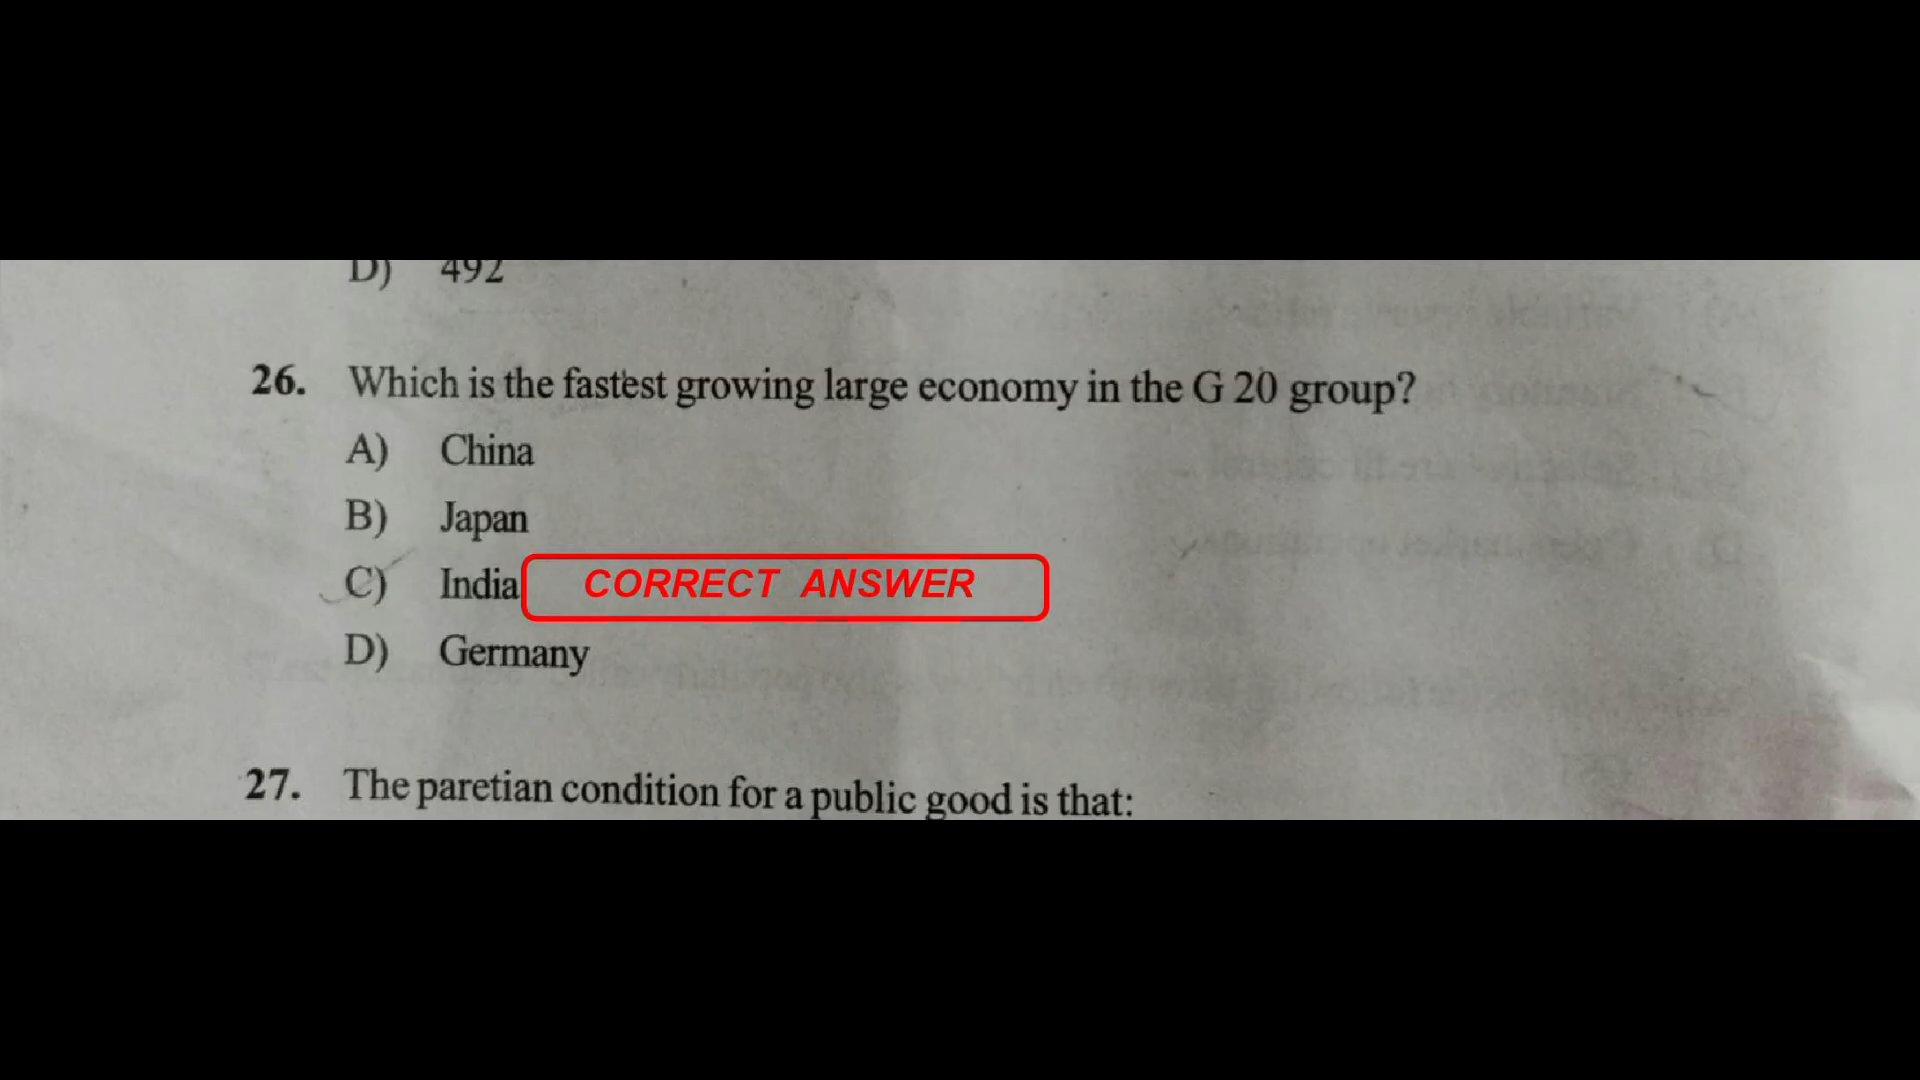 D) 492
26. Which is the fastest growing large economy in the G 20 group?
A) China
B) Japan
C) India CORRECT ANSWER
D) Germany
27. The paretian condition for a public good is that: